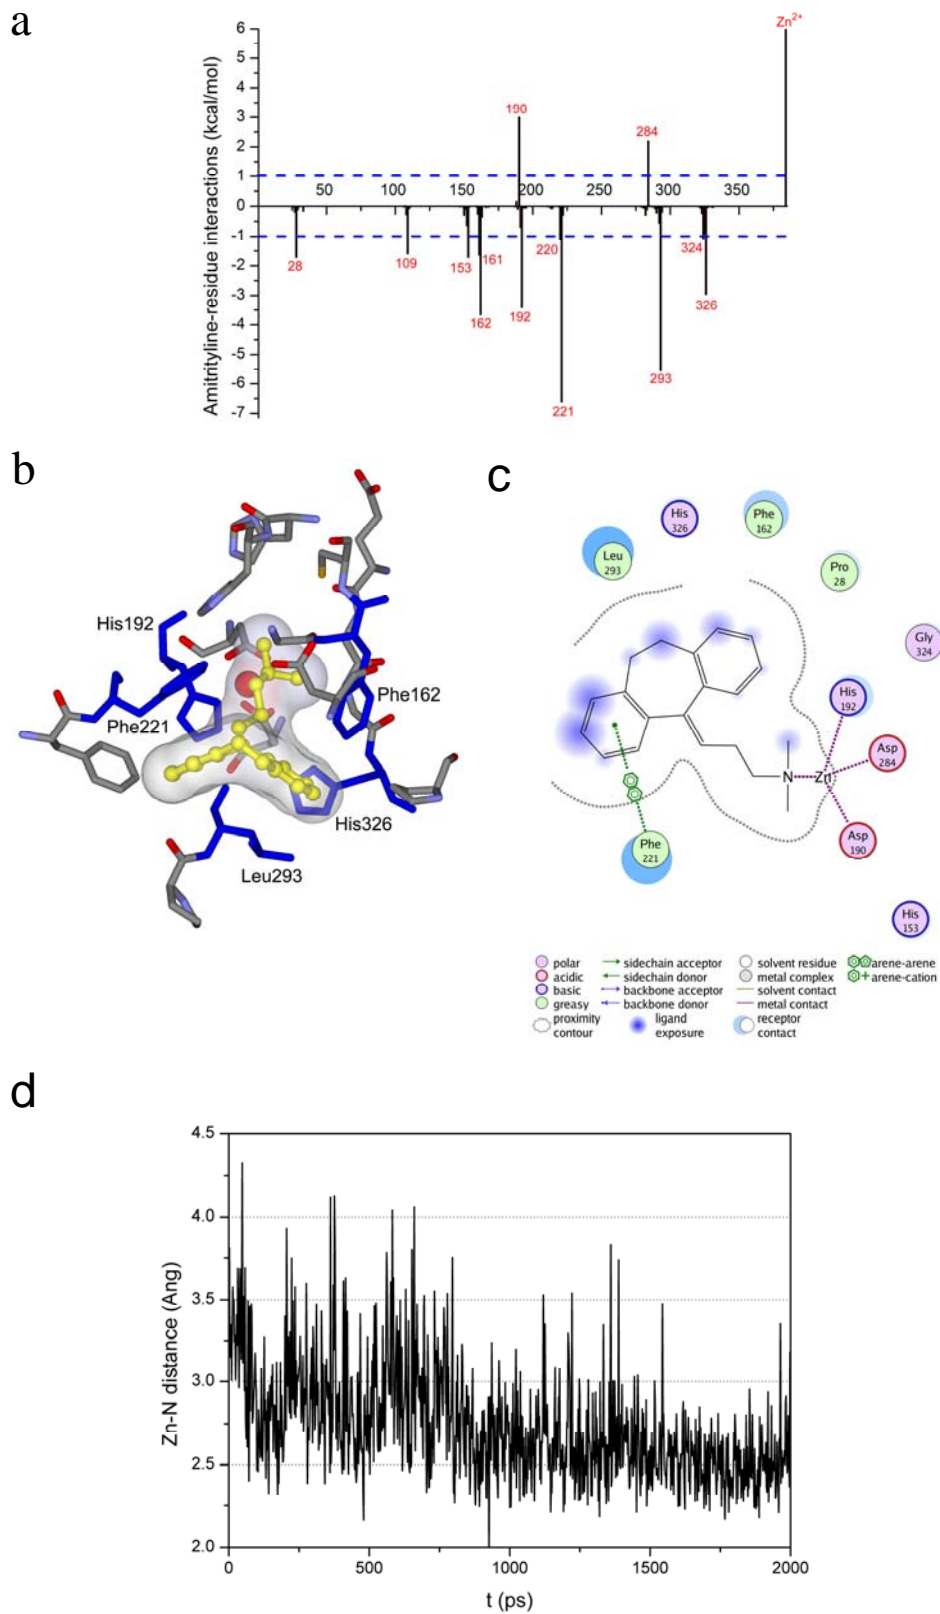 a
Zn2+
Amitrityline-residue interactions (kcal/mol)
6
5
4
3
2
1
0
-1
-2
-3
-4
-5
-6
-7
50
100
150
200
250
300
350
190
284
28
109
153
161
162
192
220
221
293
324
326
b
His192
Phe221
Phe162
His326
Leu293
c
His 326
Phe 162
Leu 293
Pro 28
Gly 324
His 192
Asp 284
N
Zn
Asp 190
Phe 221
His 153
polar
sidechain acceptor
solvent residue
arene-arene
acidic
sidechain donor
metal complex
arene-cation
basic
backbone acceptor
solvent contact
greasy
backbone donor
metal contact
proximity contour
ligand exposure
receptor contact
d
Zn-N distance (Ang)
4.5
4.0
3.5
3.0
2.5
2.0
0
500
1000
1500
2000
t (ps)